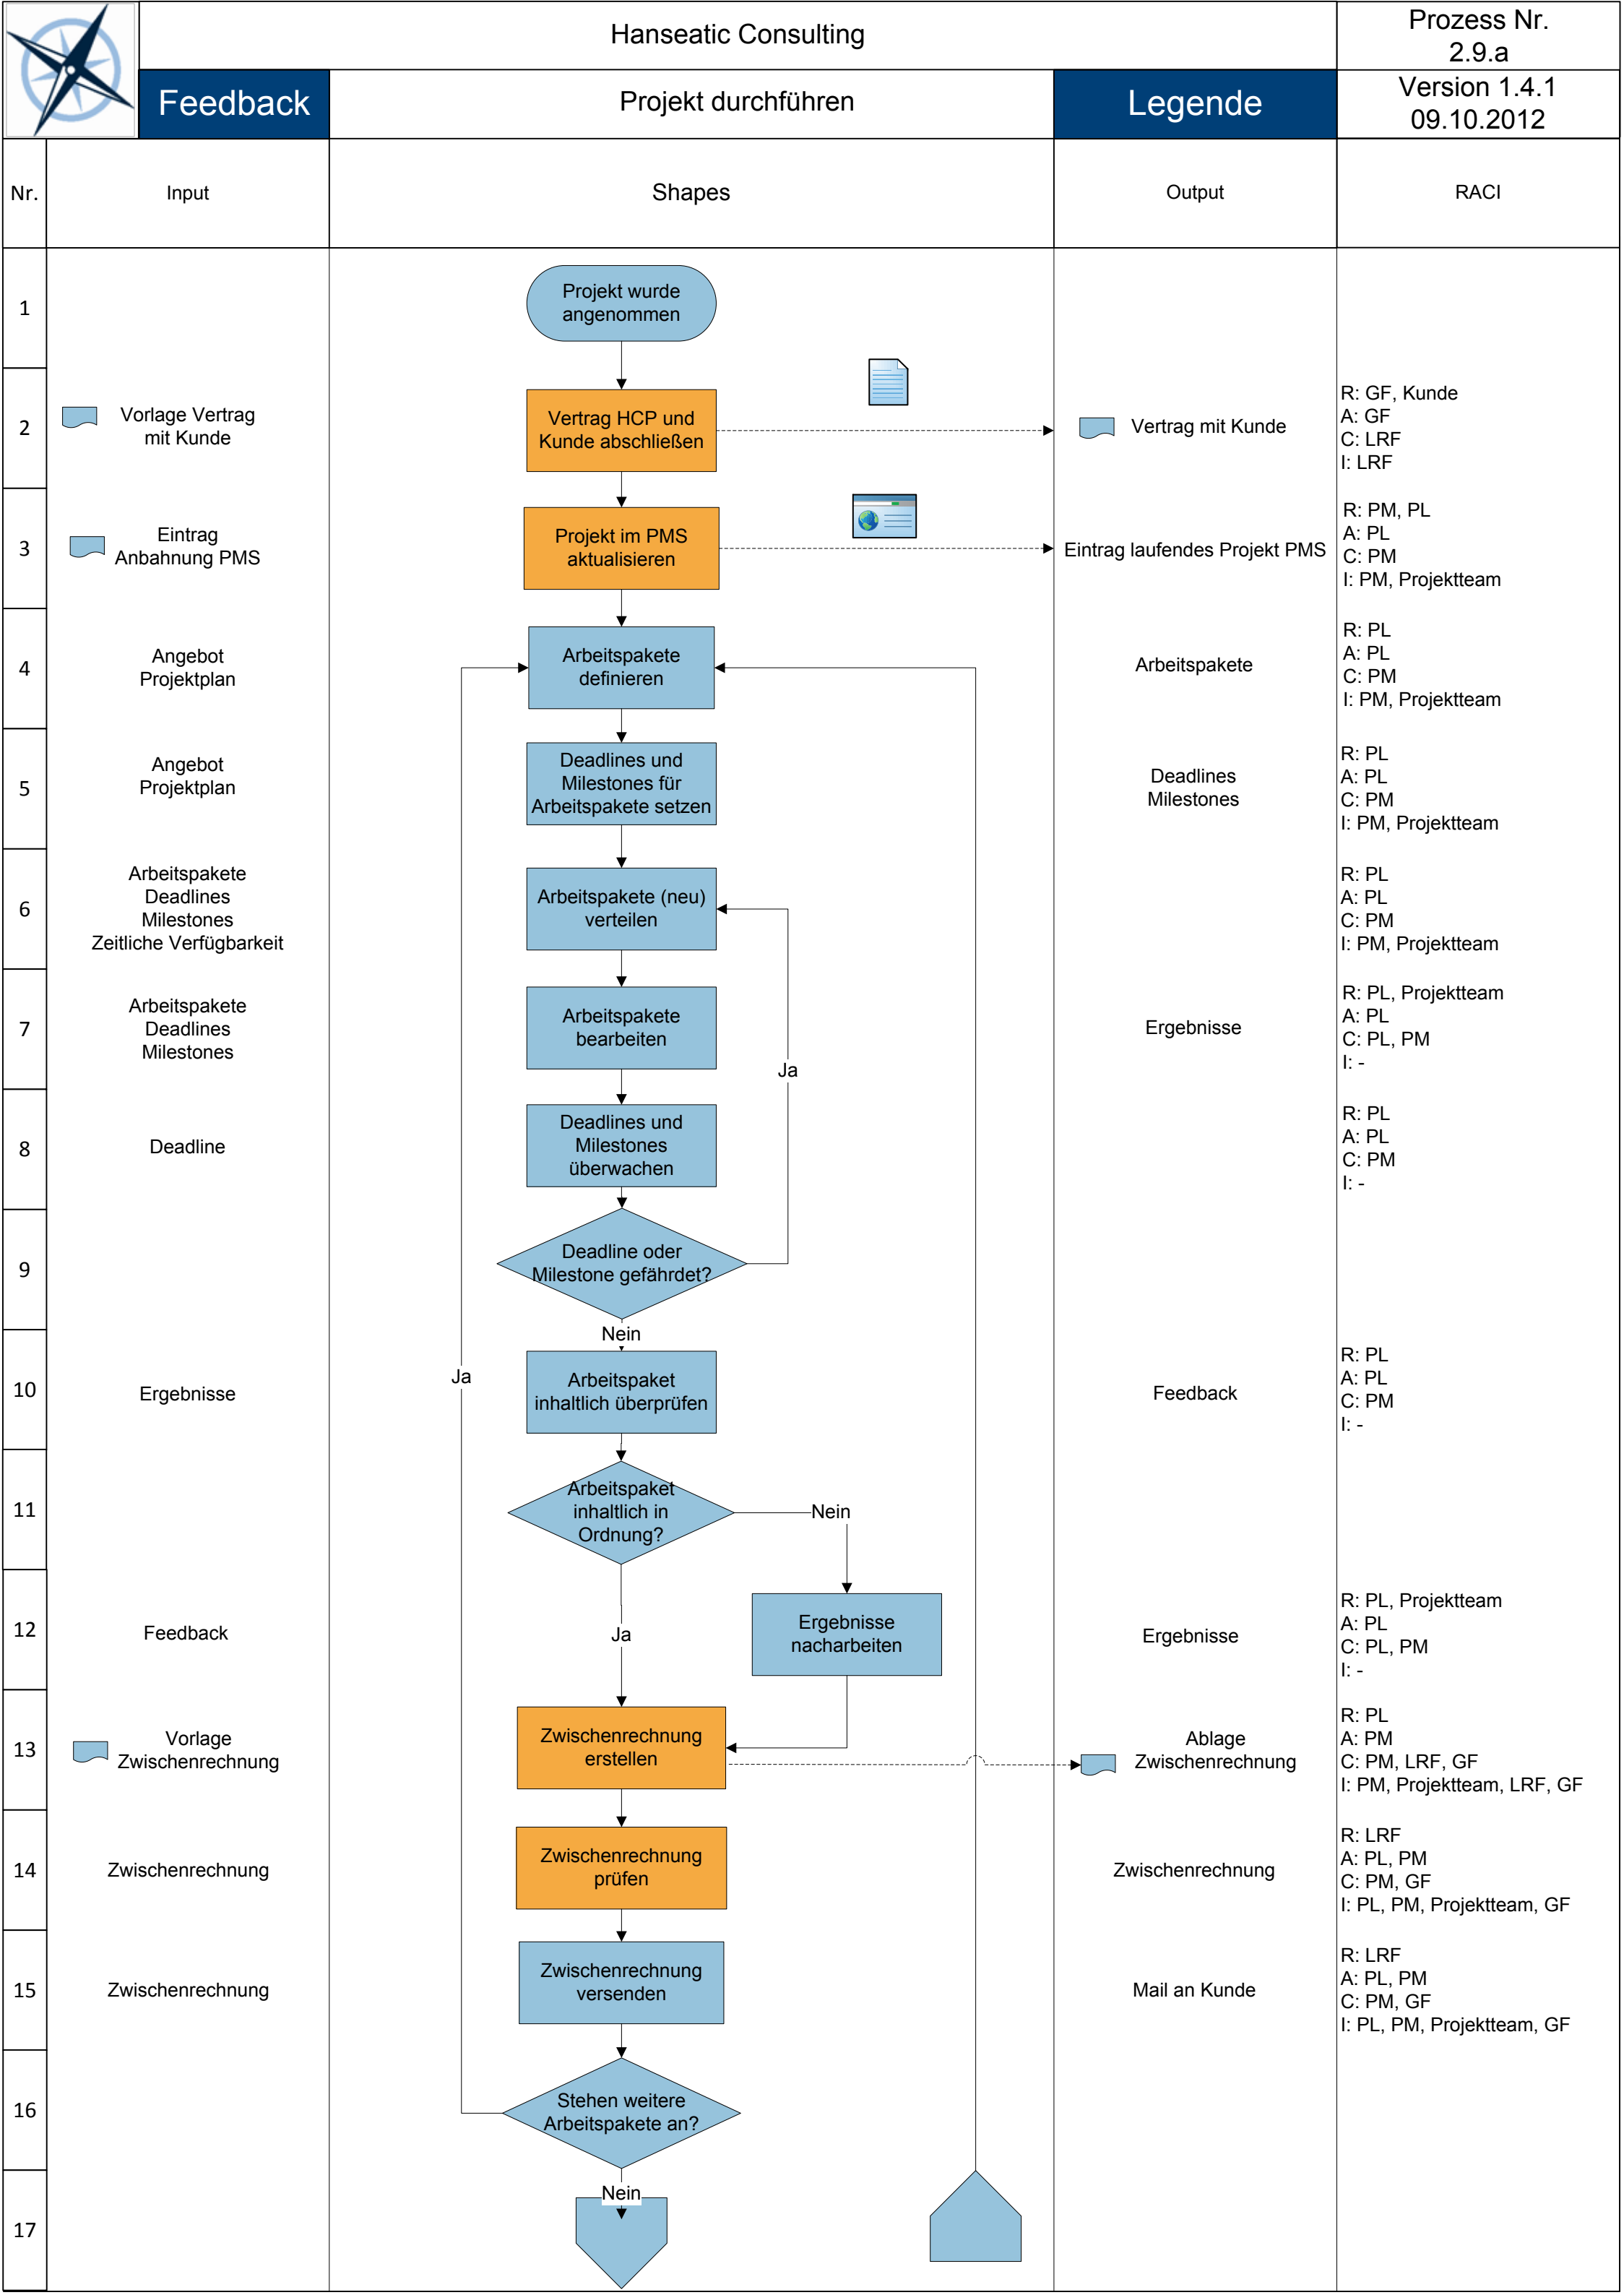 Hanseatic Consulting
Prozess Nr.
2.9.a
Feedback
Projekt durchführen
Legende
Version 1.4.1
09.10.2012
Nr.
Input
Shapes
Output
RACI
1
Projekt wurde
angenommen
2
Vorlage Vertrag
mit Kunde
Vertrag HCP und
Kunde abschließen
Vertrag mit Kunde
R: GF, Kunde
A: GF
C: LRF
I: LRF
3
Eintrag
Anbahnung PMS
Projekt im PMS
aktualisieren
Eintrag laufendes Projekt PMS
R: PM, PL
A: PL
C: PM
I: PM, Projektteam
4
Angebot
Projektplan
Arbeitspakete
definieren
Arbeitspakete
R: PL
A: PL
C: PM
I: PM, Projektteam
5
Angebot
Projektplan
Deadlines und
Milestones für
Arbeitspakete setzen
Deadlines
Milestones
R: PL
A: PL
C: PM
I: PM, Projektteam
6
Arbeitspakete
Deadlines
Milestones
Zeitliche Verfügbarkeit
Arbeitspakete (neu)
verteilen
R: PL
A: PL
C: PM
I: PM, Projektteam
7
Arbeitspakete
Deadlines
Milestones
Arbeitspakete
bearbeiten
Ja
Ergebnisse
R: PL, Projektteam
A: PL
C: PL, PM
I: -
8
Deadline
Deadlines und
Milestones
überwachen
R: PL
A: PL
C: PM
I: -
9
Deadline oder
Milestone gefährdet?
Nein
10
Ergebnisse
Ja
Arbeitspaket
inhaltlich überprüfen
Feedback
R: PL
A: PL
C: PM
I: -
11
Arbeitspaket
inhaltlich in
Ordnung?
Nein
12
Feedback
Ja
Ergebnisse
nacharbeiten
Ergebnisse
R: PL, Projektteam
A: PL
C: PL, PM
I: -
13
Vorlage
Zwischenrechnung
Zwischenrechnung
erstellen
Ablage
Zwischenrechnung
R: PL
A: PM
C: PM, LRF, GF
I: PM, Projektteam, LRF, GF
14
Zwischenrechnung
Zwischenrechnung
prüfen
Zwischenrechnung
R: LRF
A: PL, PM
C: PM, GF
I: PL, PM, Projektteam, GF
15
Zwischenrechnung
Zwischenrechnung
versenden
Mail an Kunde
R: LRF
A: PL, PM
C: PM, GF
I: PL, PM, Projektteam, GF
16
Stehen weitere
Arbeitspakete an?
17
Nein